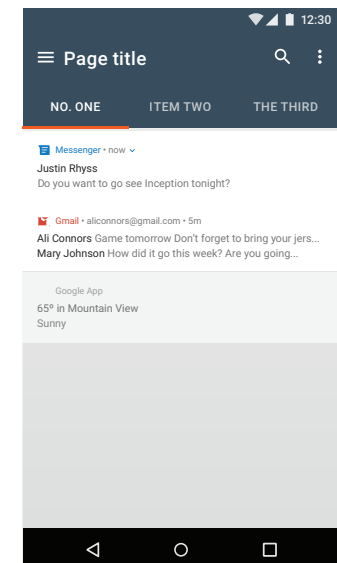 12:30
Page title
NO. ONE ITEM TWO THE THIRD
Messenger • now
Justin Rhyss
Do you want to go see Inception tonight?
Gmail • aliconnors@gmail.com • 5m
Ali Connors Game tomorrow Don't forget to bring your jers...
Mary Johnson How did it go this week? Are you going...
Google App
65º in Mountain View
Sunny